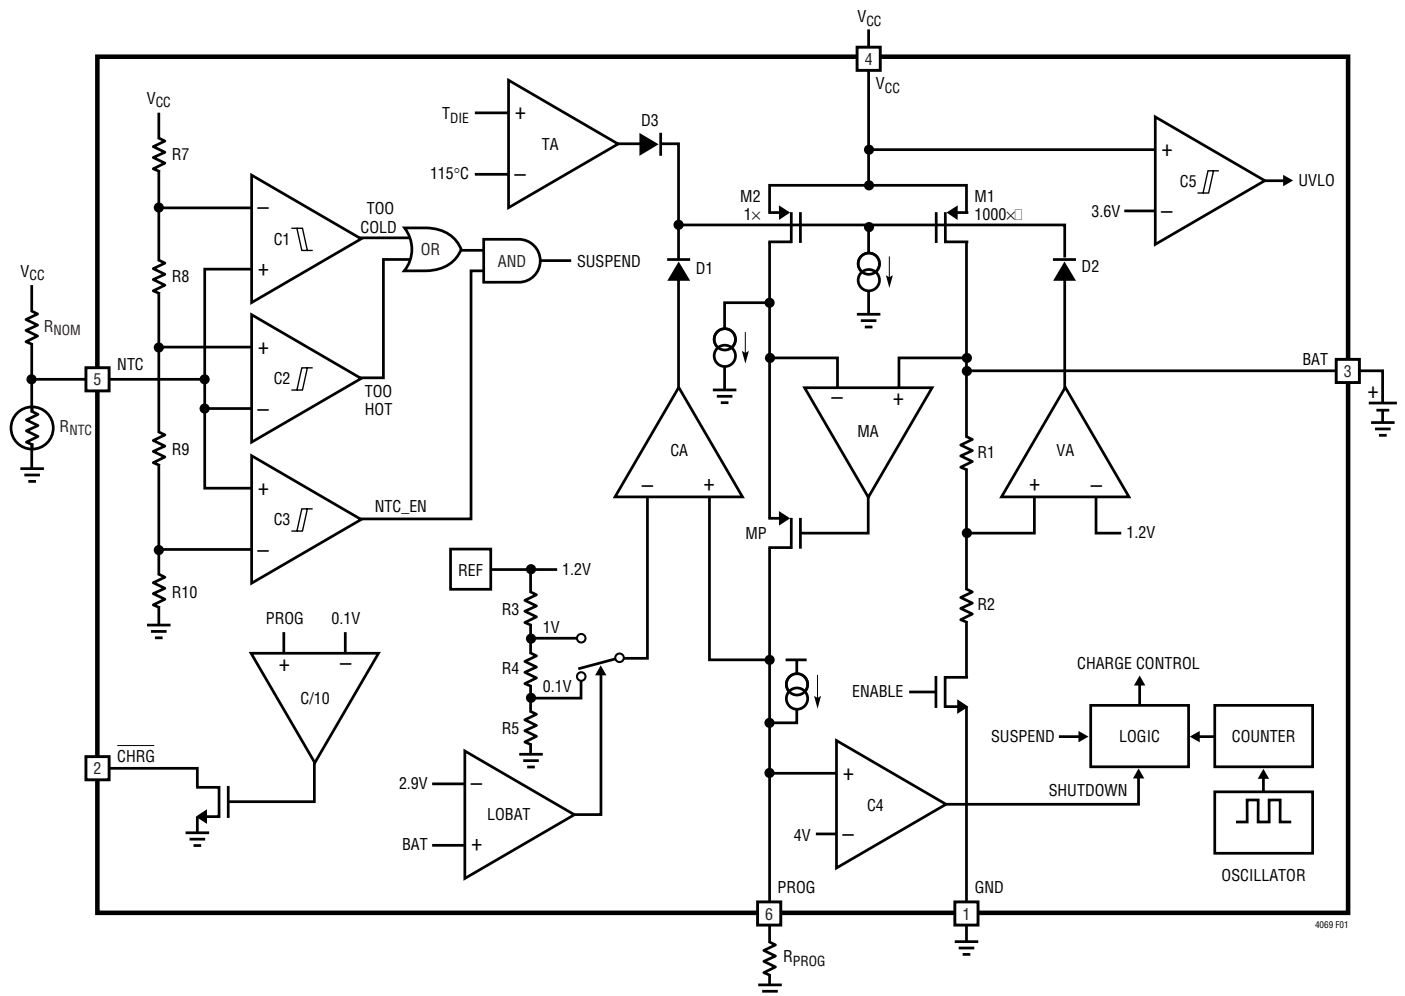 VCC
4
VCC
VCC
TDIE
+
TA
115°C
–
D3
R7
M2
1×
M1
1000×□
+
C5
3.6V
–
UVLO
–
C1
+
TOO
COLD
OR
AND
SUSPEND
VCC
RNOM
R8
D1
D2
NTC
5
+
C2
–
TOO
HOT
BAT
3
+
RNTC
R9
–
+
MA
CA
–
+
R1
VA
+
–
1.2V
+
C3
–
NTC_EN
MP
R10
REF
1.2V
R3
1V
R4
0.1V
R5
R2
PROG
0.1V
+
–
C/10
ENABLE
CHARGE CONTROL
SUSPEND
LOGIC
COUNTER
SHUTDOWN
CHRG
2
2.9V
–
LOBAT
BAT
+
+
C4
4V
–
OSCILLATOR
PROG
6
GND
1
4069 F01
RPROG